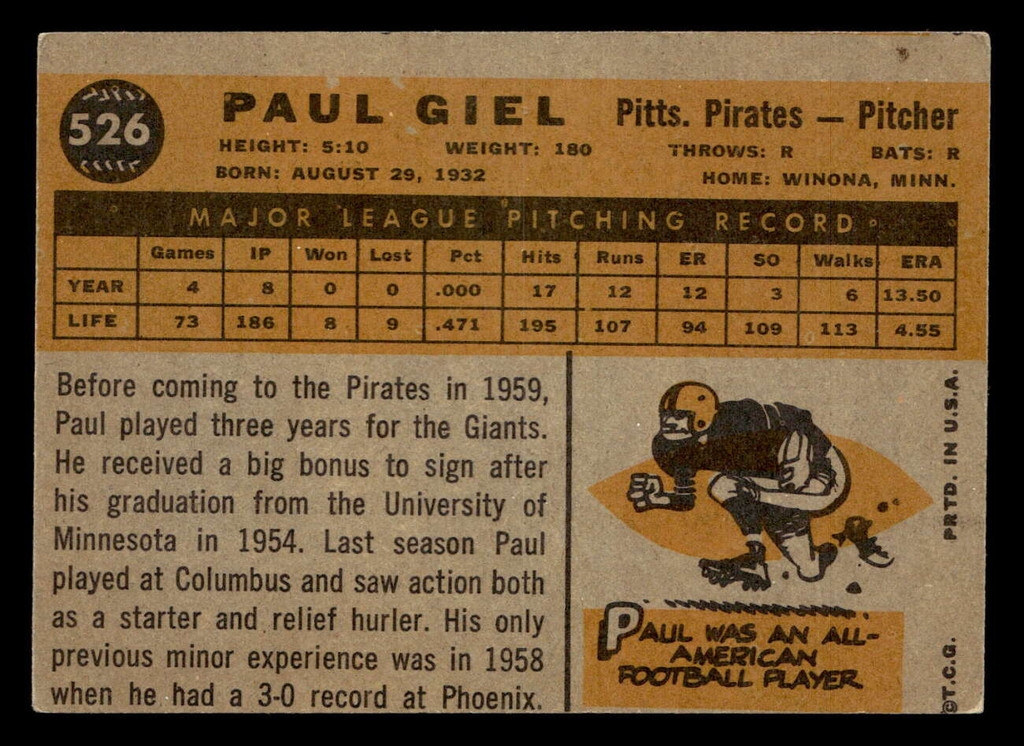 526
PAUL GIEL Pitts. Pirates — Pitcher
HEIGHT: 5:10 WEIGHT: 180 THROWS: R BATS: R
BORN: AUGUST 29, 1932 HOME: WINONA, MINN.
MAJOR LEAGUE PITCHING RECORD
Games IP Won Lost Pct Hits Runs ER SO Walks ERA
YEAR 4 8 0 0 .000 17 12 12 3 6 13.50
LIFE 73 186 8 9 .471 195 107 94 109 113 4.55
Before coming to the Pirates in 1959,
Paul played three years for the Giants.
He received a big bonus to sign after
his graduation from the University of
Minnesota in 1954. Last season Paul
played at Columbus and saw action both
as a starter and relief hurler. His only
previous minor experience was in 1958
when he had a 3-0 record at Phoenix.
PAUL WAS AN ALL-
AMERICAN
FOOTBALL PLAYER
©T.C.G. PRTD. IN U.S.A.